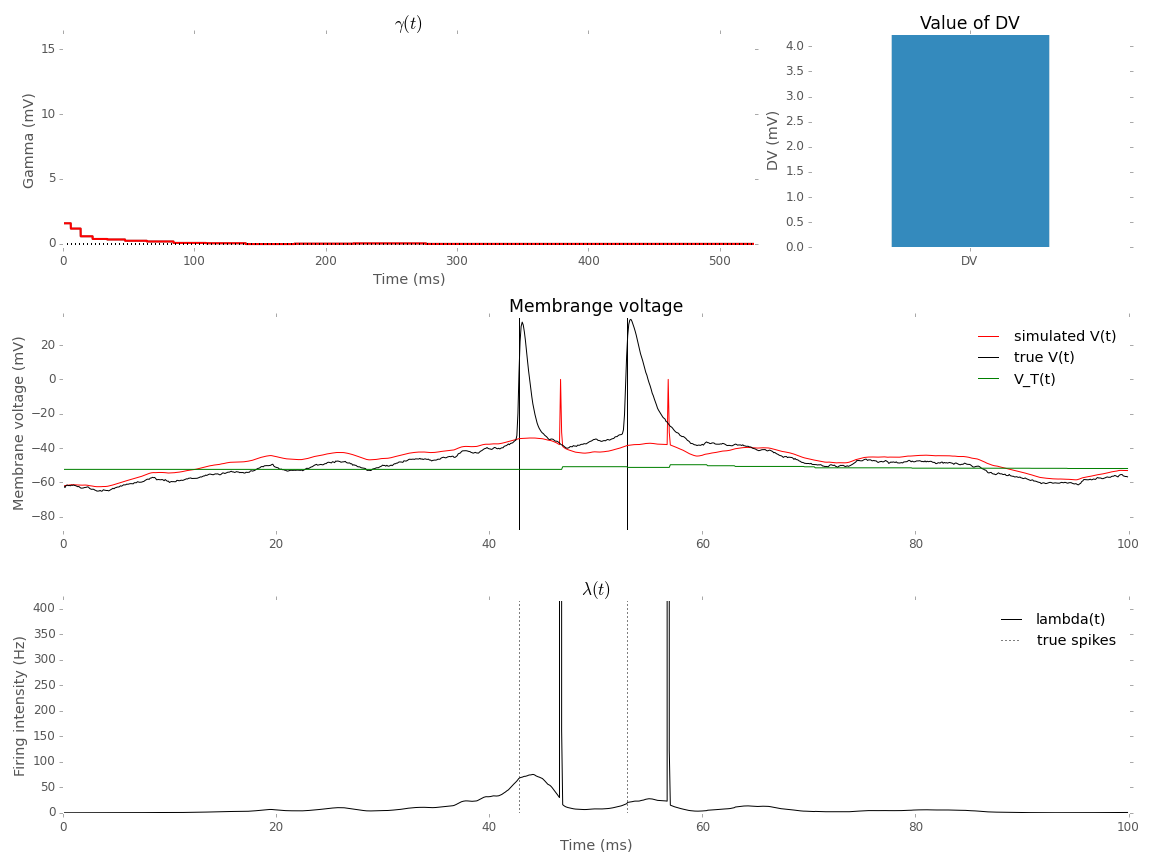 γ(t)
Gamma (mV)
15
10
5
0
0 100 200 300 400 500
Time (ms)
Value of DV
DV (mV)
4.0
3.5
3.0
2.5
2.0
1.5
1.0
0.5
0.0
DV
Membrange voltage
Membrane voltage (mV)
20
0
−20
−40
−60
−80
simulated V(t)
true V(t)
V_T(t)
0 20 40 60 80 100
λ(t)
Firing intensity (Hz)
400
350
300
250
200
150
100
50
0
lambda(t)
true spikes
0 20 40 60 80 100
Time (ms)